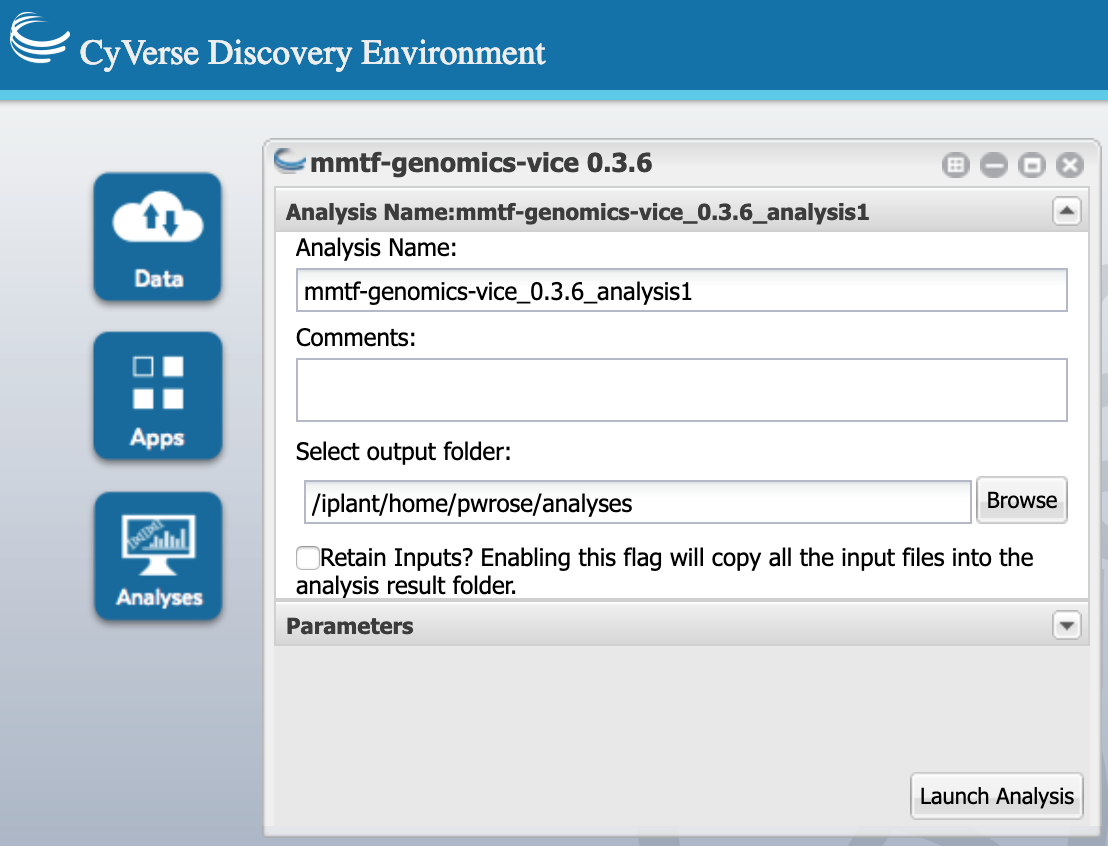 CyVerse Discovery Environment
mmtf-genomics-vice 0.3.6
Analysis Name:mmtf-genomics-vice_0.3.6_analysis1
Analysis Name:
mmtf-genomics-vice_0.3.6_analysis1
Comments:
Select output folder:
/iplant/home/pwrose/analyses
Browse
Retain Inputs? Enabling this flag will copy all the input files into the
analysis result folder.
Parameters
Launch Analysis
Data
Apps
Analyses